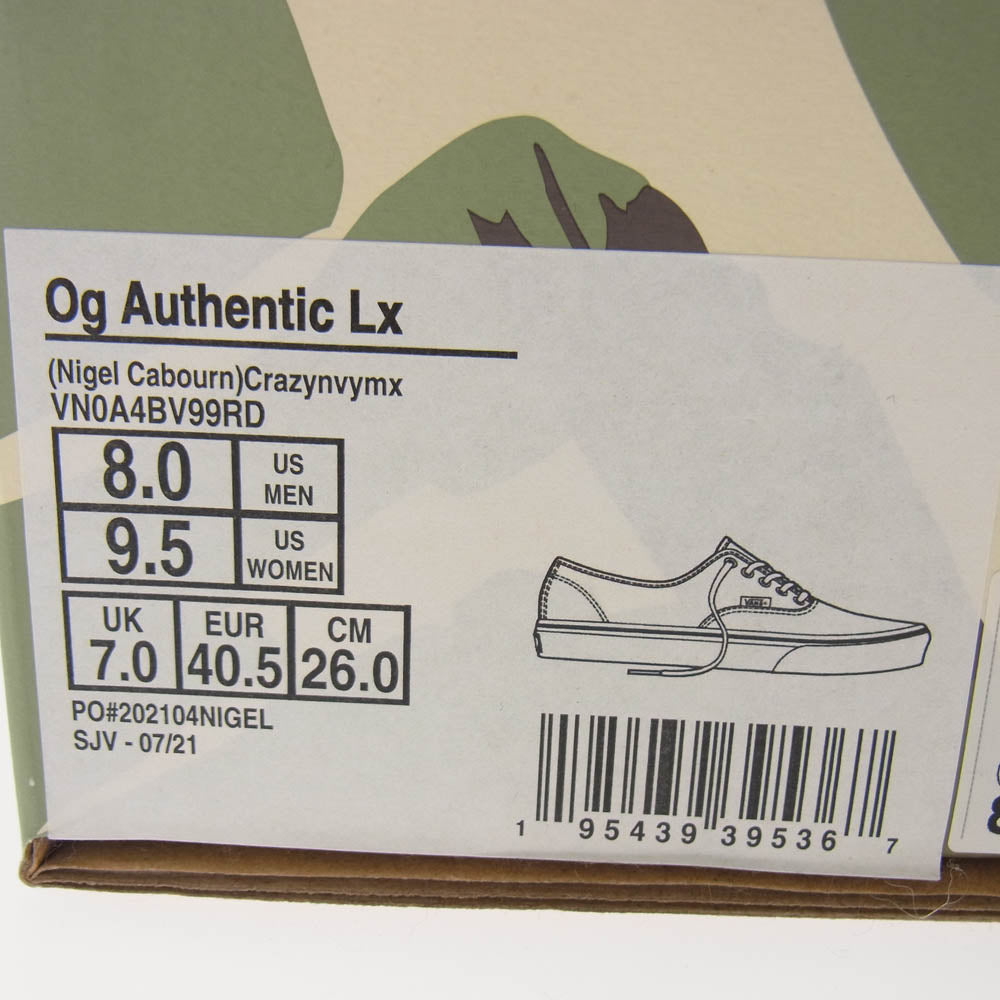 Og Authentic Lx
(Nigel Cabourn)Crazynvymx
VN0A4BV99RD
8.0 US MEN
9.5 US WOMEN
UK EUR CM
7.0 40.5 26.0
PO#202104NIGEL
SJV - 07/21
VANS
1 95439 39536 7